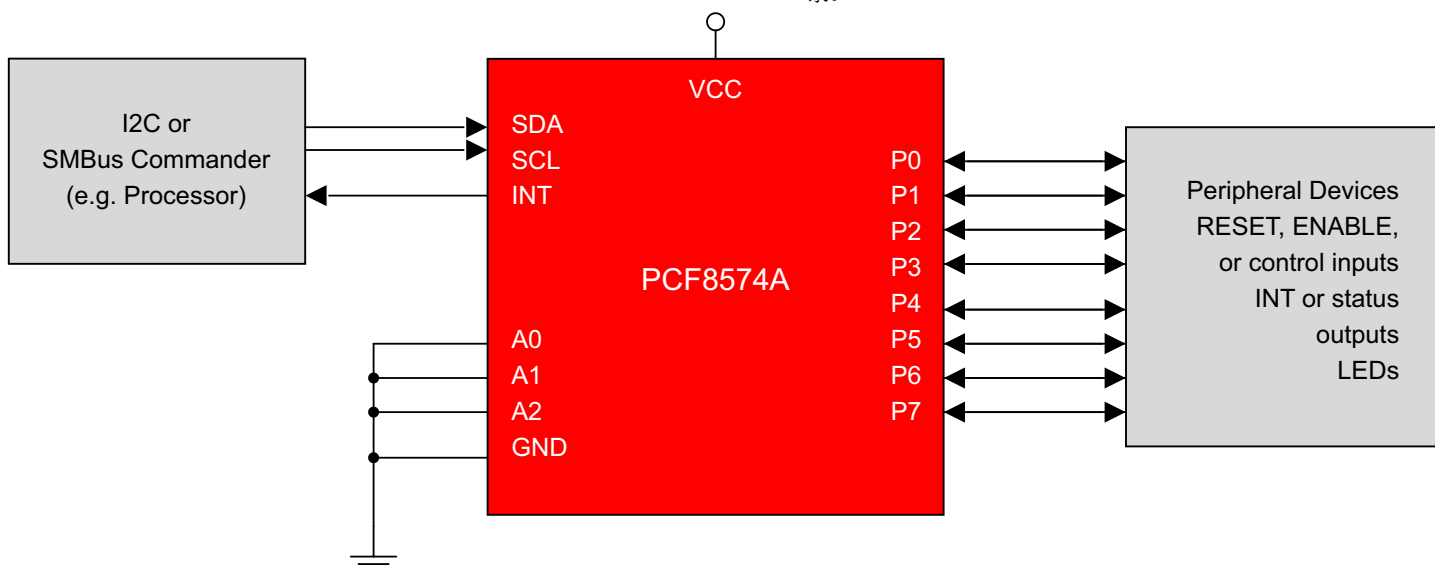 I2C or
SMBus Commander
(e.g. Processor)
VCC
SDA
SCL
INT
PCF8574A
A0
A1
A2
GND
P0
P1
P2
P3
P4
P5
P6
P7
Peripheral Devices
RESET, ENABLE,
or control inputs
INT or status
outputs
LEDs